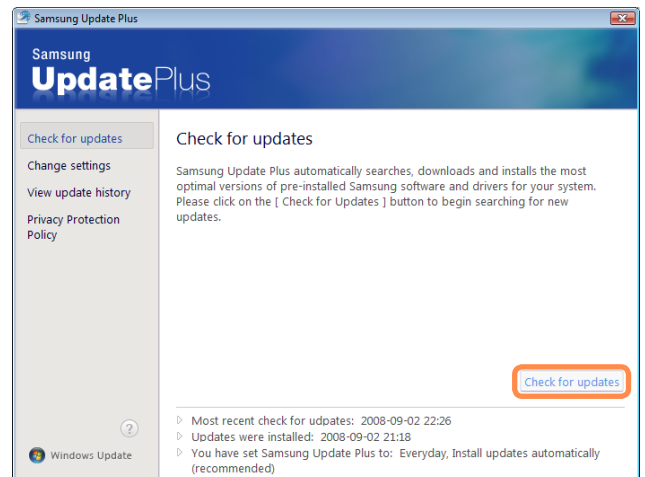 Samsung Update Plus
Samsung
UpdatePlus
Check for updates
Change settings
View update history
Privacy Protection
Policy
Check for updates
Samsung Update Plus automatically searches, downloads and installs the most
optimal versions of pre-installed Samsung software and drivers for your system.
Please click on the [ Check for Updates ] button to begin searching for new
updates.
Check for updates
?
Windows Update
Most recent check for udpates: 2008-09-02 22:26
Updates were installed: 2008-09-02 21:18
You have set Samsung Update Plus to: Everyday, Install updates automatically
(recommended)